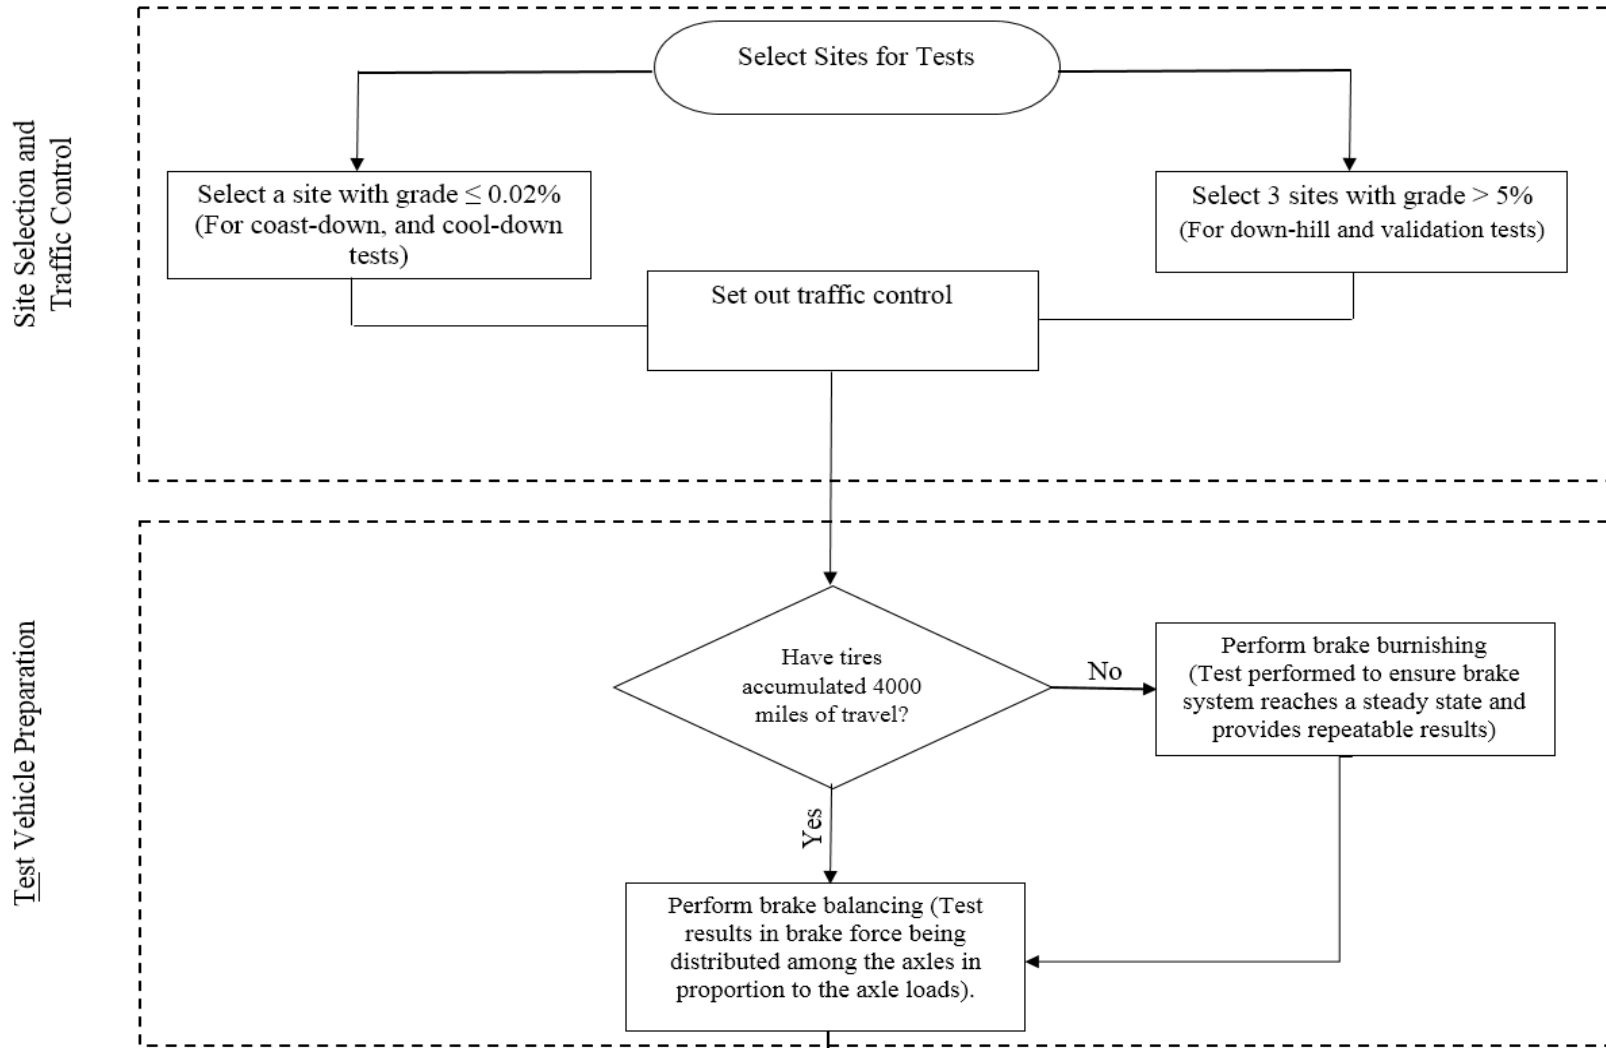 Site Selection and
Traffic Control
Select Sites for Tests
Select a site with grade ≤ 0.02%
(For coast-down, and cool-down
tests)
Select 3 sites with grade > 5%
(For down-hill and validation tests)
Set out traffic control
Test Vehicle Preparation
Have tires
accumulated 4000
miles of travel?
No
Perform brake burnishing
(Test performed to ensure brake
system reaches a steady state and
provides repeatable results)
Yes
Perform brake balancing (Test
results in brake force being
distributed among the axles in
proportion to the axle loads).